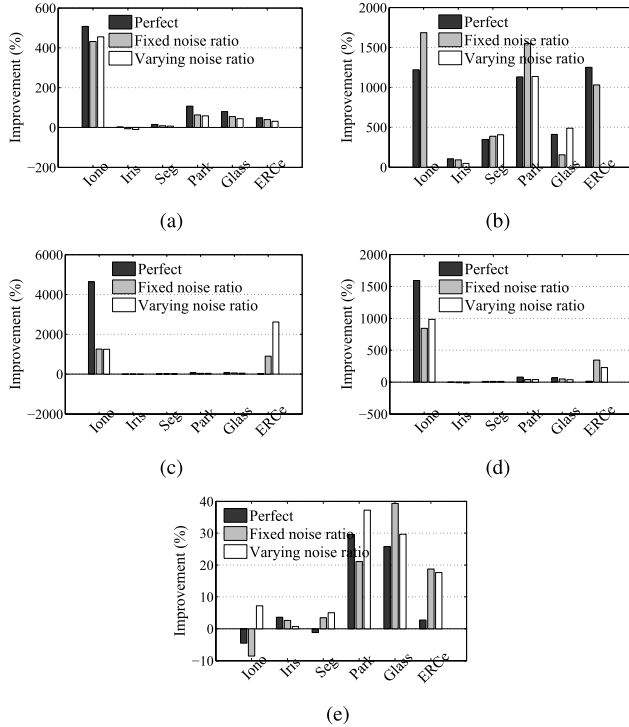 600
400
200
0
−200
Improvement (%)
Perfect
Fixed noise ratio
Varying noise ratio
Iono
Iris
Seg
Park
Glass
ERCe
(a)
2000
1500
1000
500
0
Improvement (%)
Perfect
Fixed noise ratio
Varying noise ratio
Iono
Iris
Seg
Park
Glass
ERCe
(b)
6000
4000
2000
0
−2000
Improvement (%)
Perfect
Fixed noise ratio
Varying noise ratio
Iono
Iris
Seg
Park
Glass
ERCe
(c)
2000
1500
1000
500
0
−500
Improvement (%)
Perfect
Fixed noise ratio
Varying noise ratio
Iono
Iris
Seg
Park
Glass
ERCe
(d)
40
30
20
10
0
−10
Improvement (%)
Perfect
Fixed noise ratio
Varying noise ratio
Iono
Iris
Seg
Park
Glass
ERCe
(e)